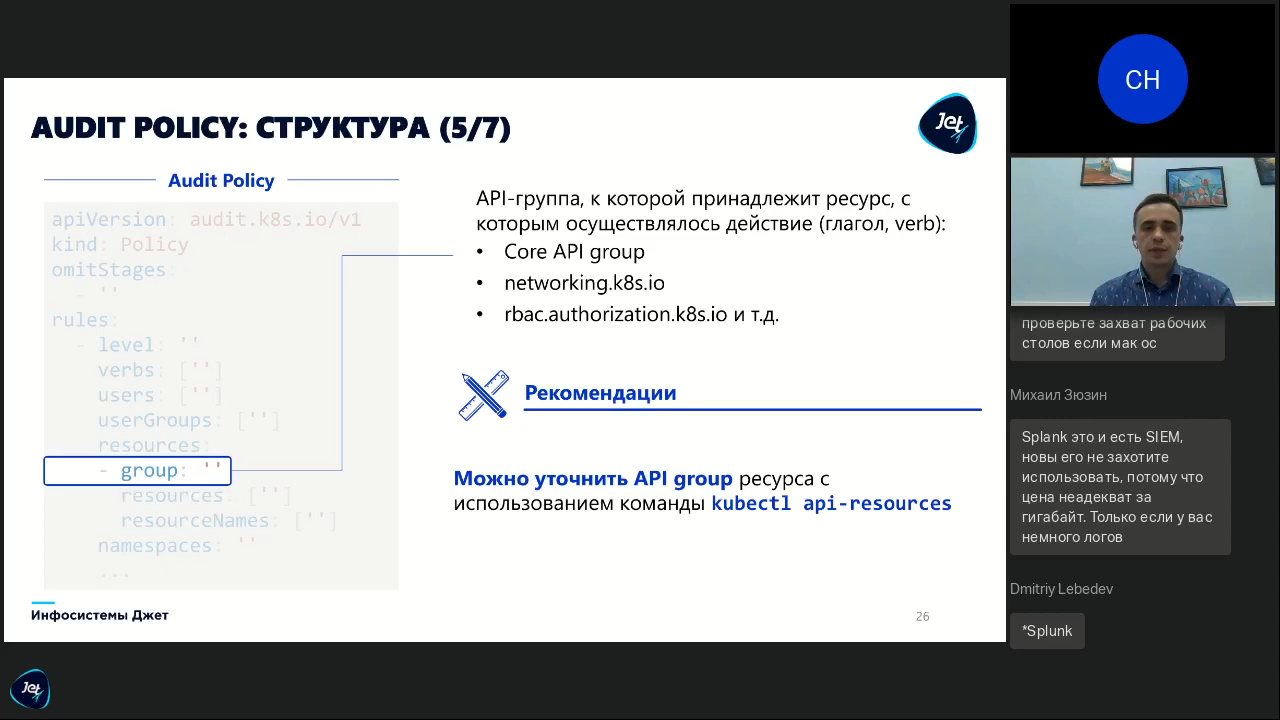 AUDIT POLICY: СТРУКТУРА (5/7)
Jet
Audit Policy
apiVersion: audit.k8s.io/v1
kind: Policy
omitStages:
- ''
rules:
- level: ''
verbs: ['']
users: ['']
userGroups: ['']
resources:
- group: ''
resources: ['']
resourceNames: ['']
namespaces: ''
...
API-группа, к которой принадлежит ресурс, с
которым осуществлялось действие (глагол, verb):
• Core API group
• networking.k8s.io
• rbac.authorization.k8s.io и т.д.
Рекомендации
Можно уточнить API group ресурса с
использованием команды kubectl api-resources
Инфосистемы Джет
26
Jet
CH
проверьте захват рабочих
столов если мак ос
Михаил Зюзин
Splank это и есть SIEM,
новы его не захотите
использовать, потому что
цена неадекват за
гигабайт. Только если у вас
немного логов
Dmitriy Lebedev
*Splunk